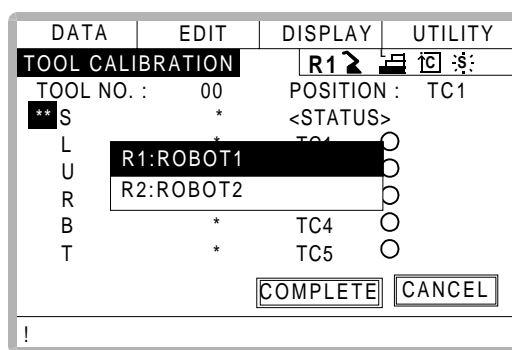 DATA EDIT DISPLAY UTILITY
TOOL CALIBRATION R1 C S
TOOL NO. : 00 POSITION : TC1
** S * <STATUS>
L
R1:ROBOT1
U
R2:ROBOT2
R
B * TC4
T * TC5
COMPLETE CANCEL
!